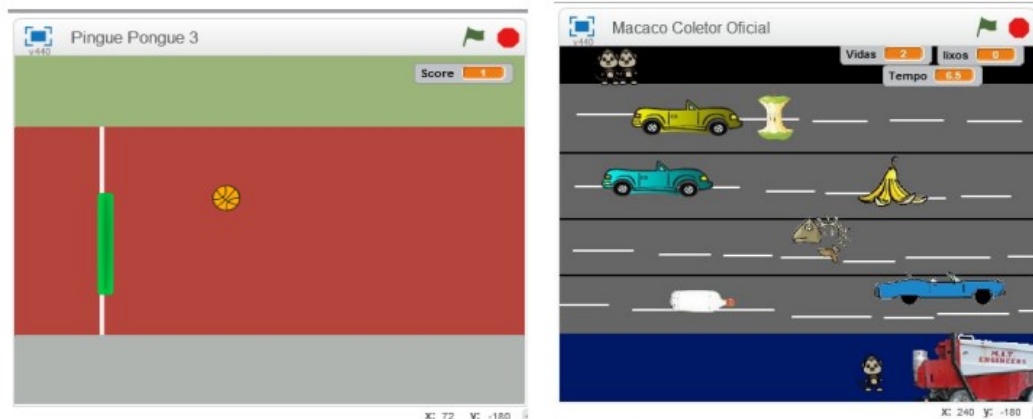 Pingue Pongue 3
v440
Score 1
x: 72 y: -180
Macaco Coletor Oficial
v440
Vidas 2
lixos 0
Tempo 6.5
M.I.T
ENGINEERS
x: 240 y: -180